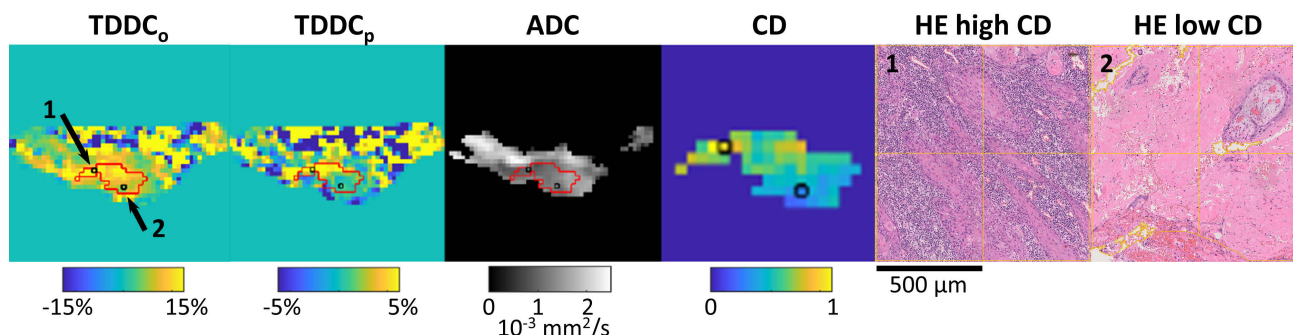 TDDCo TDDCp ADC CD HE high CD HE low CD
1 1 2
2
-15% 15% -5% 5% 0 1 2 0 1 500 μm
10-3 mm2/s